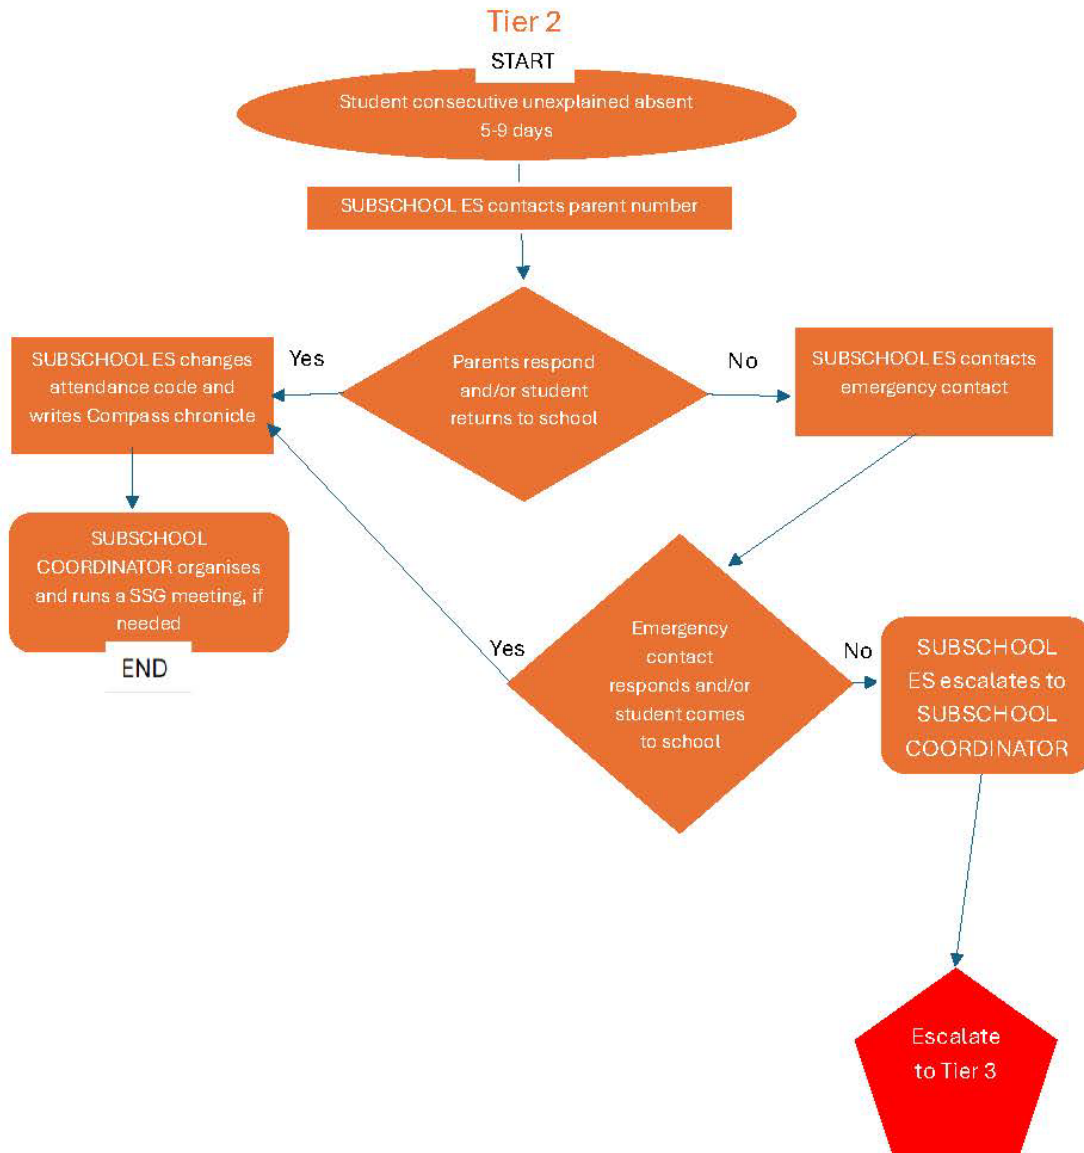 Tier 2
START
Student consecutive unexplained absent
5-9 days
SUBSCHOOL ES contacts parent number
Parents respond
and/or student
returns to school
Yes
No
SUBSCHOOL ES changes
attendance code and
writes Compass chronicle
SUBSCHOOL ES contacts
emergency contact
SUBSCHOOL
COORDINATOR organises
and runs a SSG meeting, if
needed
END
Emergency
contact
responds and/or
student comes
to school
Yes
No
SUBSCHOOL
ES escalates to
SUBSCHOOL
COORDINATOR
Escalate
to Tier 3